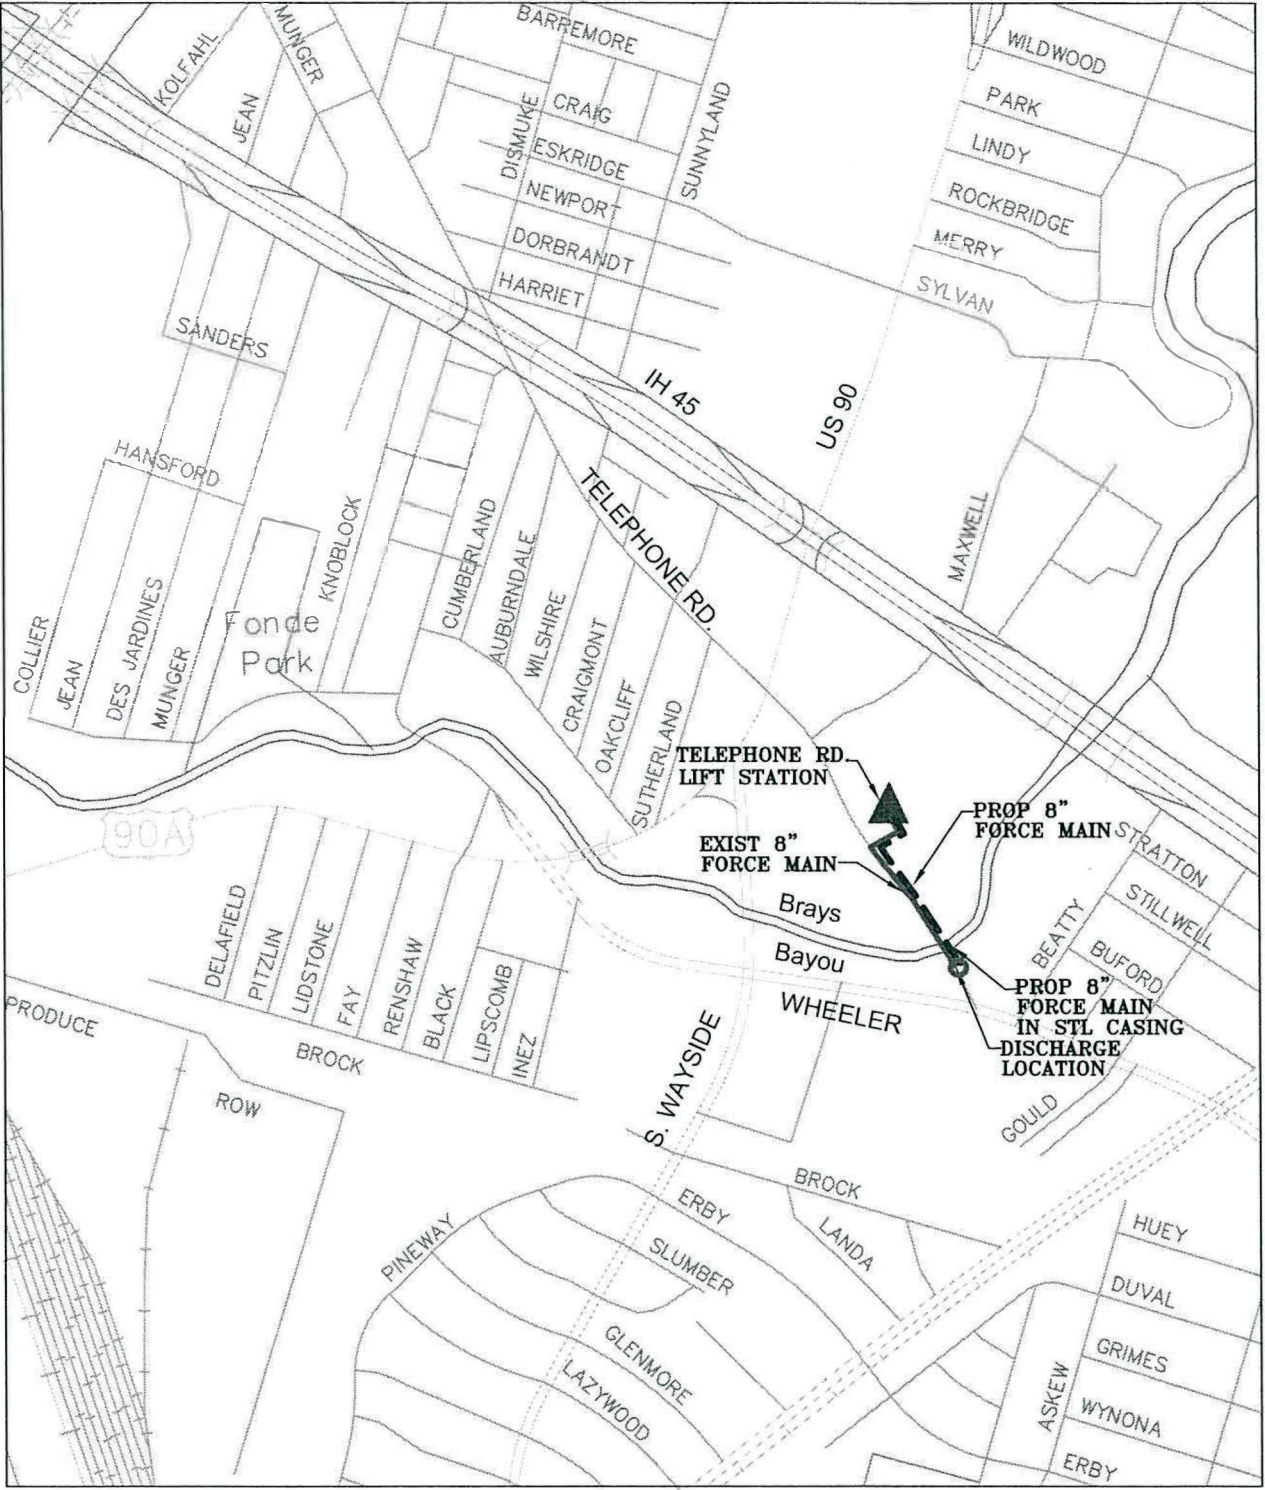 BARREMORE
MUNGER
KOLFAHL
JEAN
CRAIG
DISMUKE
ESKRIDGE
SUNNYLAND
NEWPORT
DORBRANDT
HARRIET
WILDWOOD
PARK
LINDY
ROCKBRIDGE
MERRY
SYLVAN
SANDERS
IH 45
US 90
HANSFORD
TELEPHONE RD.
KNOBLOCK
CUMBERLAND
AUBURNDALE
WILSHIRE
CRAIGMONT
OAKCLIFF
SUTHERLAND
MAXWELL
COLLIER
JEAN
DES JARDINES
MUNGER
Fonde
Park
TELEPHONE RD.
LIFT STATION
PROP 8"
FORCE MAIN
EXIST 8"
FORCE MAIN
90A
STRATTON
STILLWELL
BEATTY
BUFORD
Brays
Bayou
WHEELER
DELAFIELD
PITZLIN
LIDSTONE
FAY
RENSHAW
BLACK
LIPSCOMB
INEZ
PROP 8"
FORCE MAIN
IN STL CASING
DISCHARGE
LOCATION
PRODUCE
ROW
BROCK
S. WAYSIDE
GOULD
BROCK
ERBY
LANDA
SLUMBER
PINEWAY
GLENMORE
LAZYWOOD
HUEY
DUVAL
GRIMES
ASKEW
WYNONA
ERBY